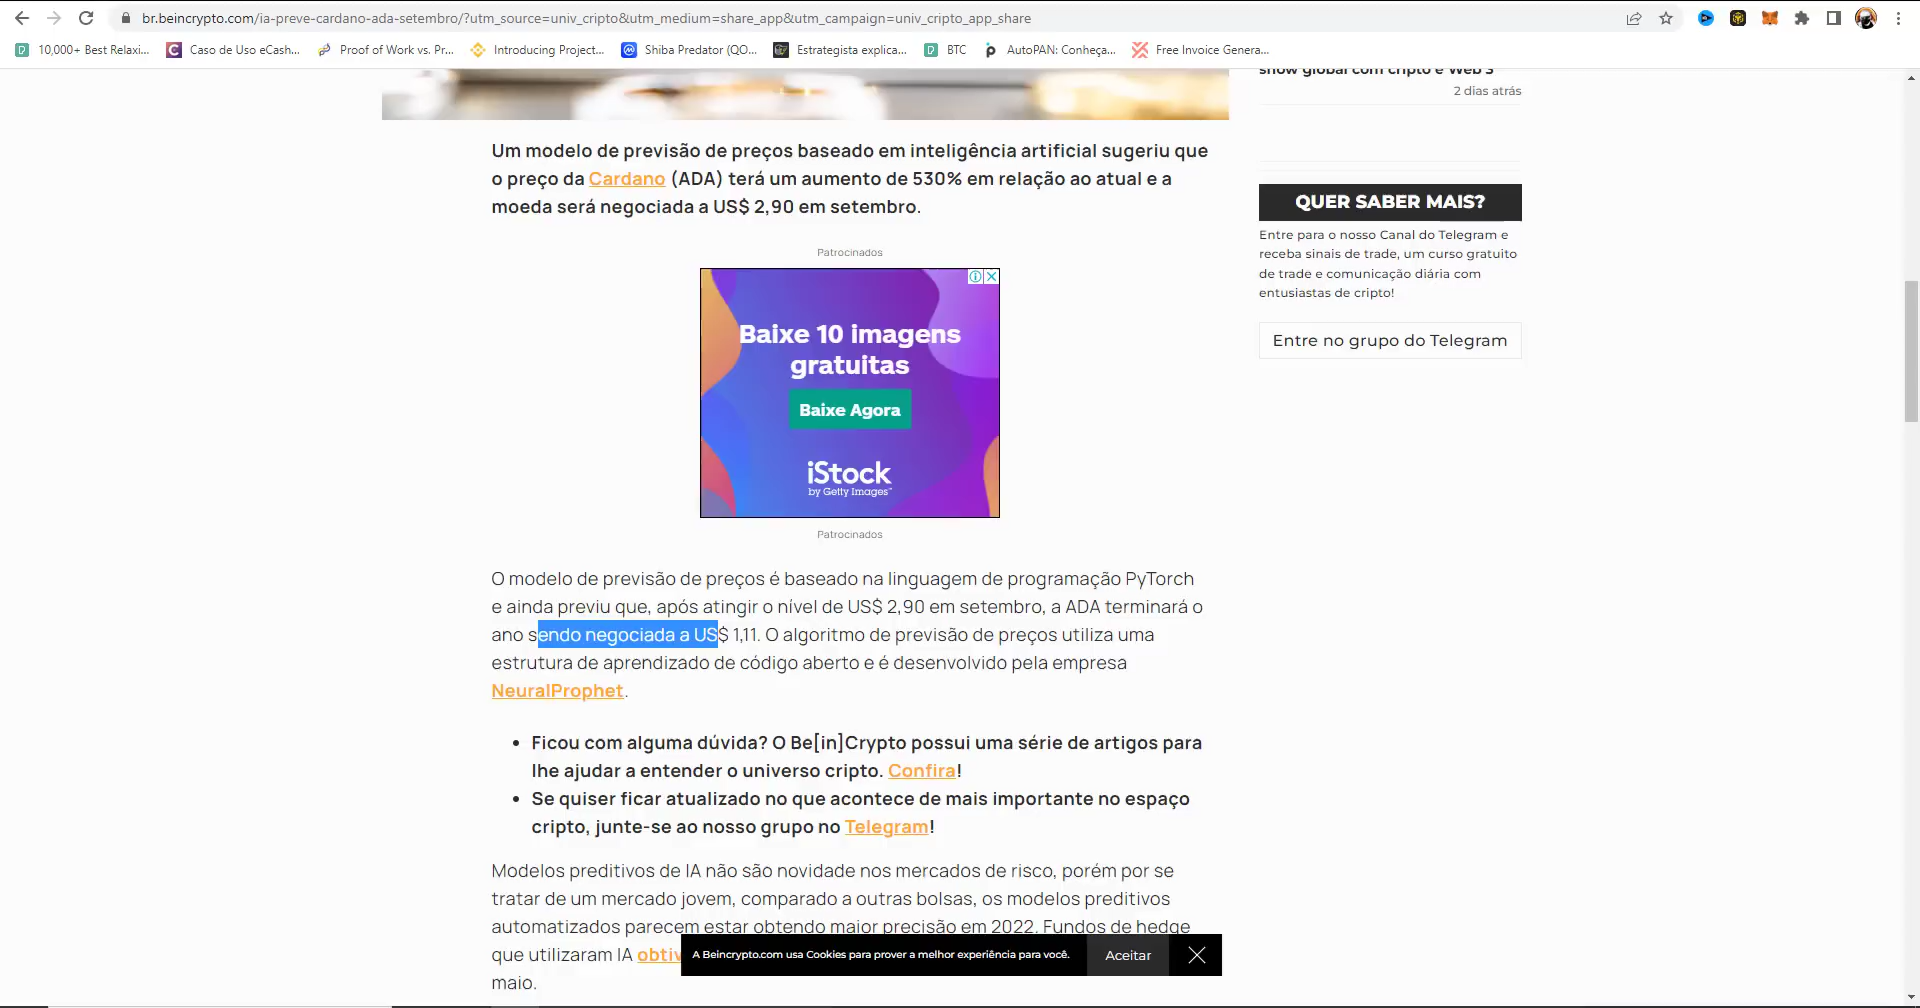 br.beincrypto.com/ia-preve-cardano-ada-setembro/?utm_source=univ_cripto&utm_medium=share_app&utm_campaign=univ_cripto_app_share
10,000+ Best Relaxi... Caso de Uso eCash... Proof of Work vs. Pr... Introducing Project... Shiba Predator (QO... Estrategista explica... BTC AutoPAN: Conheça... Free Invoice Genera...
show global com cripto e Web 3
2 dias atrás
Um modelo de previsão de preços baseado em inteligência artificial sugeriu que
o preço da Cardano (ADA) terá um aumento de 530% em relação ao atual e a
moeda será negociada a US$ 2,90 em setembro.
Patrocinados
Baixe 10 imagens
gratuitas
Baixe Agora
iStock
by Getty Images™
Patrocinados
O modelo de previsão de preços é baseado na linguagem de programação PyTorch
e ainda previu que, após atingir o nível de US$ 2,90 em setembro, a ADA terminará o
ano sendo negociada a US$ 1,11. O algoritmo de previsão de preços utiliza uma
estrutura de aprendizado de código aberto e é desenvolvido pela empresa
NeuralProphet.
• Ficou com alguma dúvida? O Be[in]Crypto possui uma série de artigos para
lhe ajudar a entender o universo cripto. Confira!
• Se quiser ficar atualizado no que acontece de mais importante no espaço
cripto, junte-se ao nosso grupo no Telegram!
Modelos preditivos de IA não são novidade nos mercados de risco, porém por se
tratar de um mercado jovem, comparado a outras bolsas, os modelos preditivos
automatizados parecem estar obtendo maior precisão em 2022. Fundos de hedge
que utilizaram IA obtiv
maio.
QUER SABER MAIS?
Entre para o nosso Canal do Telegram e
receba sinais de trade, um curso gratuito
de trade e comunicação diária com
entusiastas de cripto!
Entre no grupo do Telegram
A Beincrypto.com usa Cookies para prover a melhor experiência para você. Aceitar